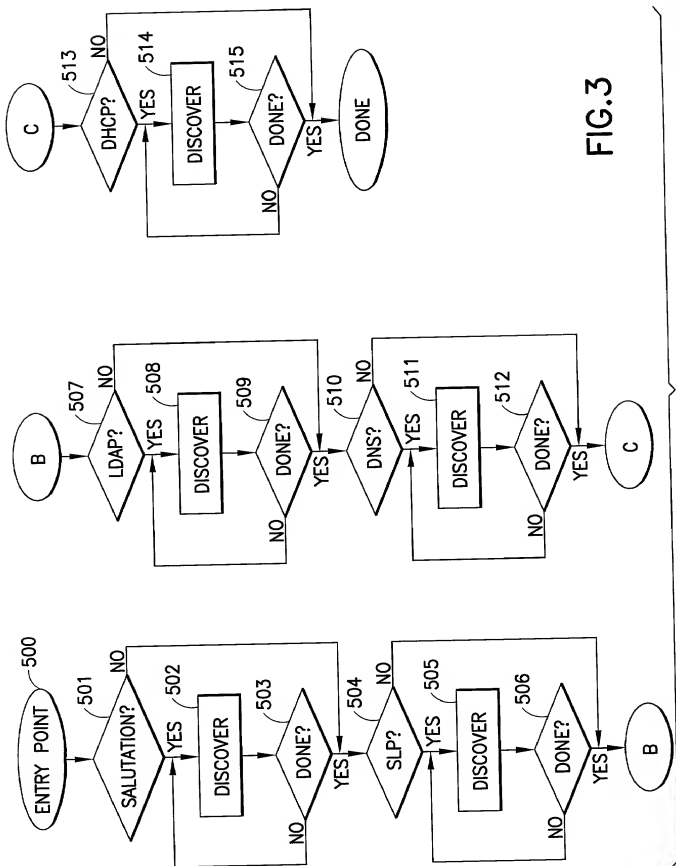 ENTRY POINT
500
SALUTATION?
501
NO
YES
DISCOVER
502
DONE?
503
NO
YES
SLP?
504
NO
YES
DISCOVER
505
DONE?
506
NO
YES
B
B
LDAP?
507
NO
YES
DISCOVER
508
DONE?
509
NO
YES
DNS?
510
NO
YES
DISCOVER
511
DONE?
512
NO
YES
C
C
DHCP?
513
NO
YES
DISCOVER
514
DONE?
515
NO
YES
DONE
FIG.3